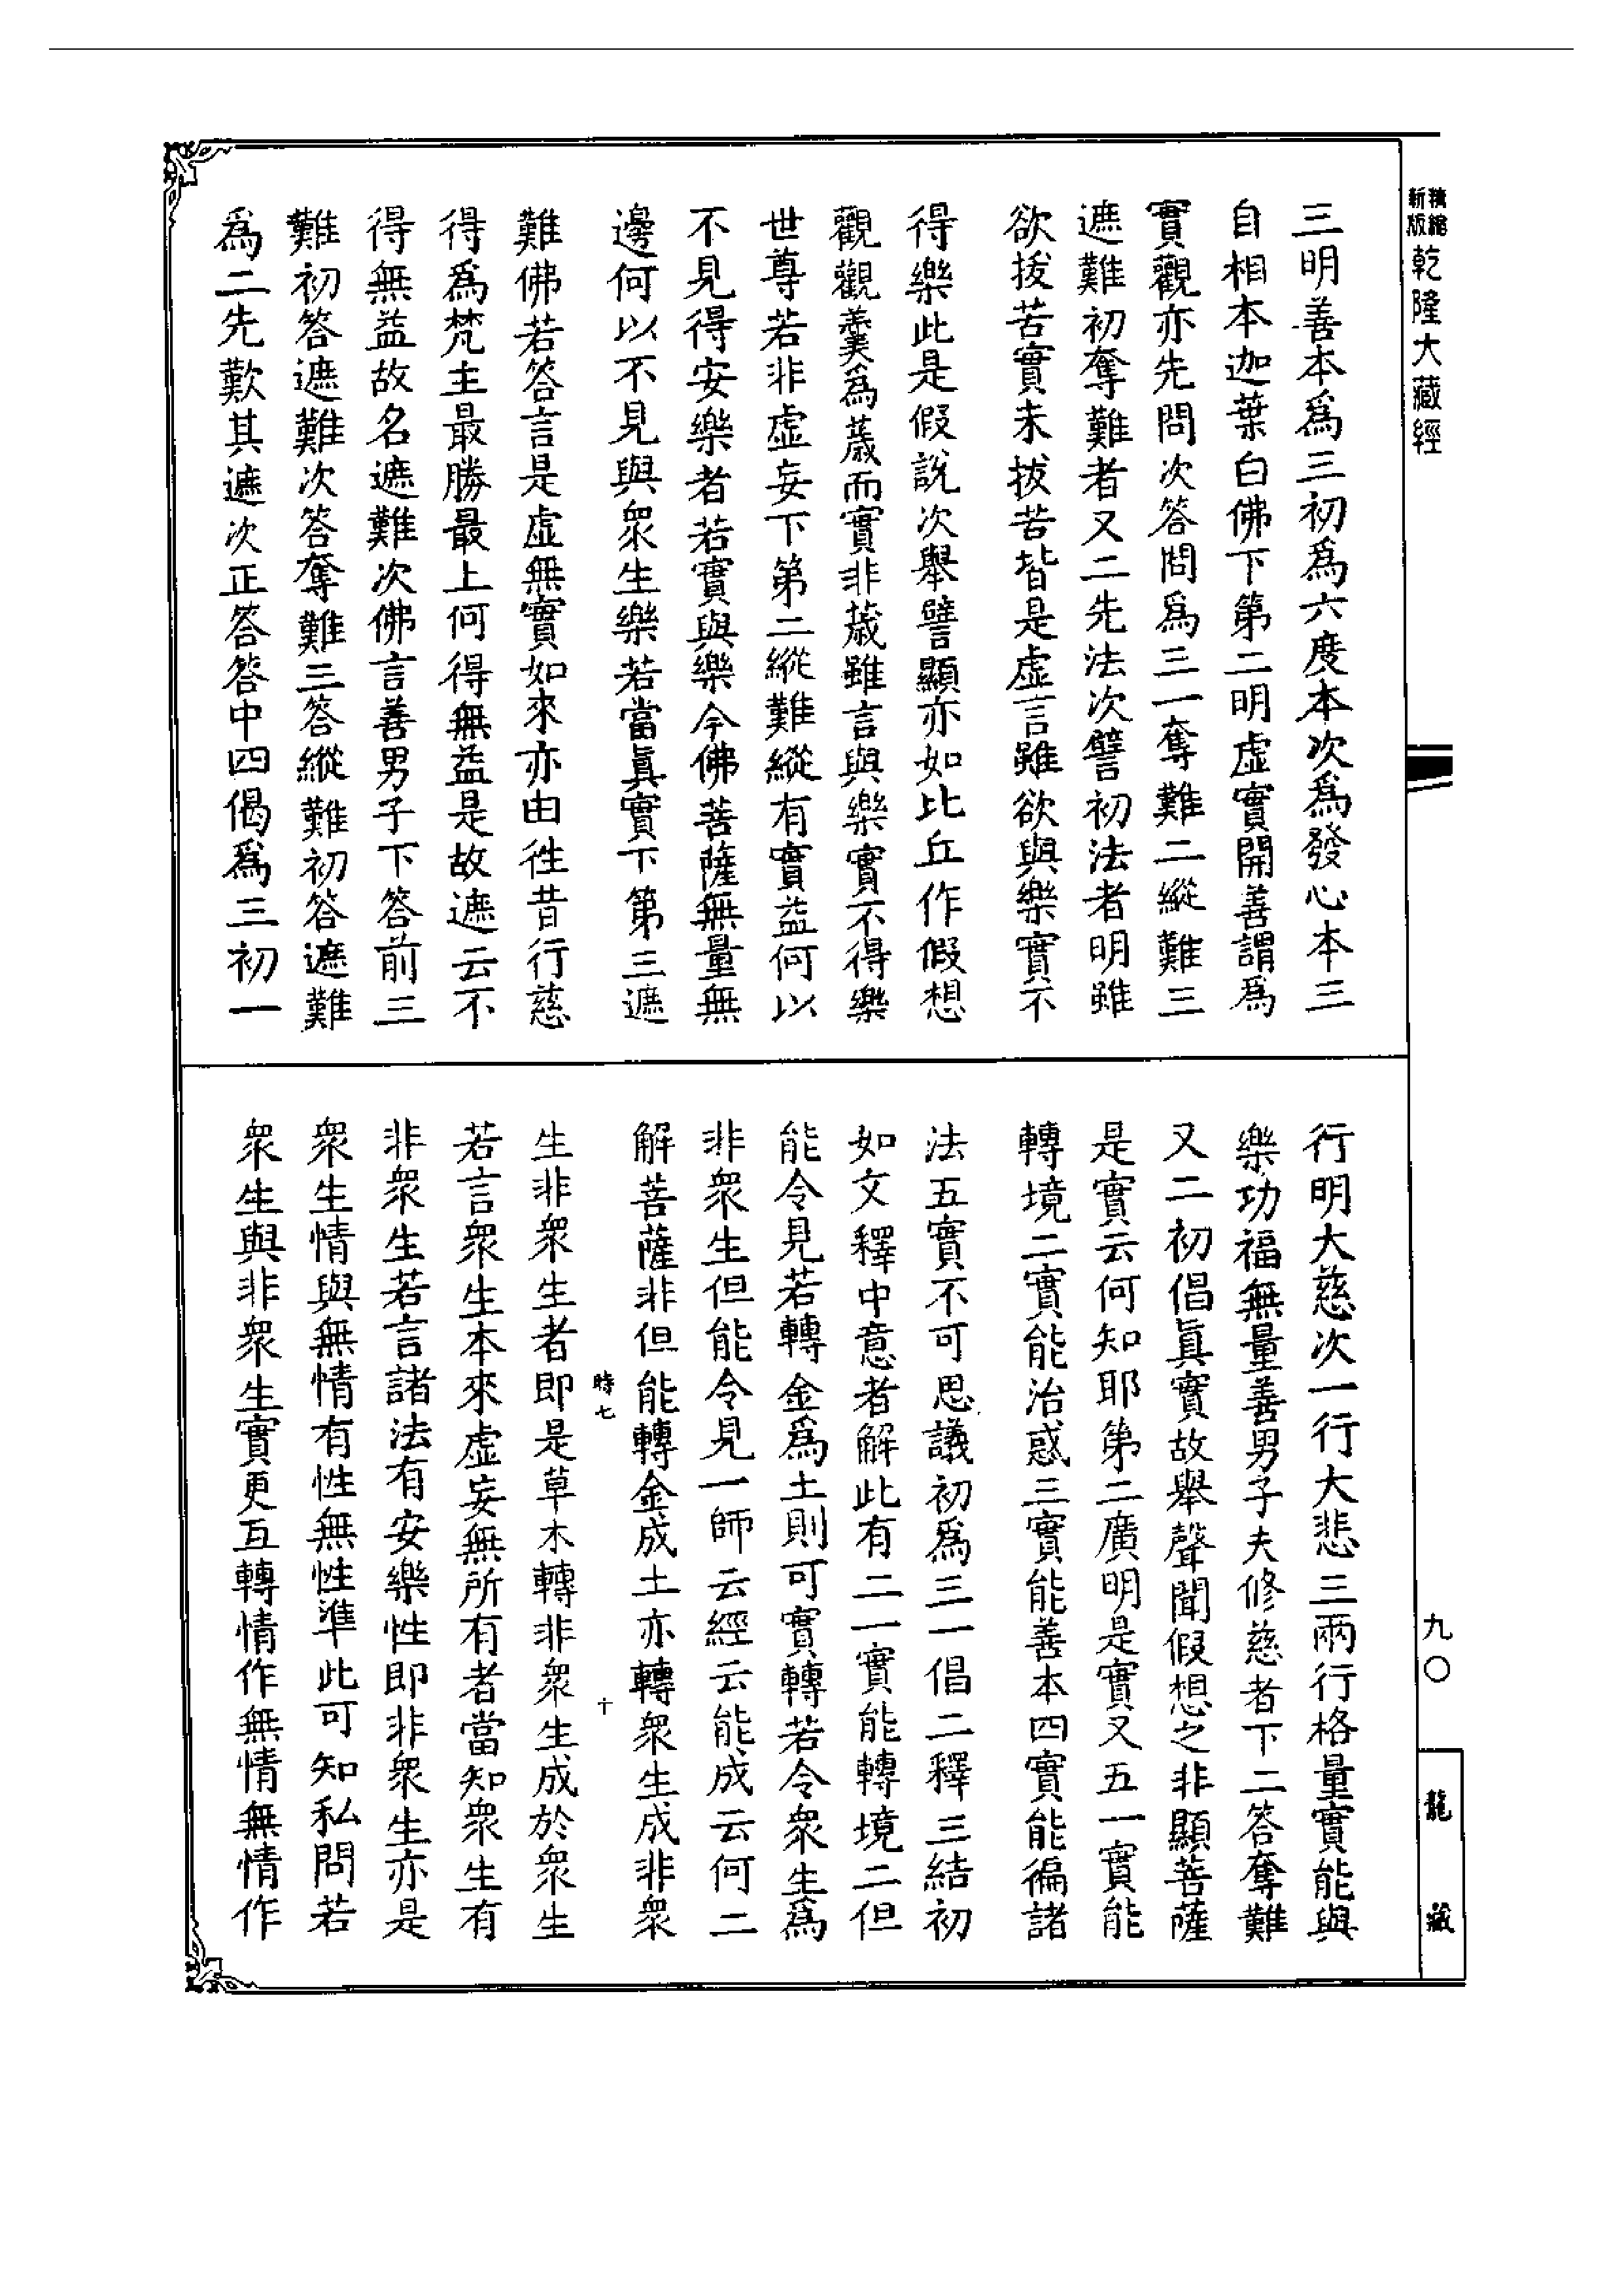 新版精縮乾隆大藏經
三明善本爲三初爲六度本次爲發心本三
自相本迦葉白佛下第二明虛實開善謂爲
實觀亦先問次答問爲三一奪難二縱難三
遮難初奪難者又二先法次譬初法者明雖
欲拔苦實未拔苦皆是虛言雖欲與樂實不
得樂此是假說次舉譬顯亦如比丘作假想
觀觀羹爲薉而實非薉雖言與樂實不得樂
世尊若非虛妄下第二縱難縱有實益何以
不見得安樂者若實與樂今佛菩薩無量無
邊何以不見與衆生樂若當眞實下第三遮
難佛若答言是虛無實如來亦由徃昔行慈
得爲梵主最勝最上何得無益是故遮云不
得無益故名遮難次佛言善男子下答前三
難初答遮難次答奪難三答縱難初答遮難
爲二先歎其遮次正答答中四偈爲三初一
行明大慈次一行大悲三兩行格量實能與
樂功福無量善男子夫修慈者下二答奪難
又二初倡眞實故舉聲聞假想之非顯菩薩
是實云何知耶第二廣明是實又五一實能
轉境二實能治惑三實能善本四實能徧諸
法五實不可思議初爲三一倡二釋三結初
如文釋中意者解此有二一實能轉境二但
能令見若轉金爲土則可實轉若令衆生爲
非衆生但能令見一師云經云能成云何二
解菩薩非但能轉金成土亦轉衆生成非衆
時七 十
生非衆生者即是草木轉非衆生成於衆生
若言衆生本來虛妄無所有者當知衆生有
非衆生若言諸法有安樂性即非衆生亦是
衆生情與無情有性無性準此可知私問若
衆生與非衆生實更互轉情作無情無情作
九〇
龍藏